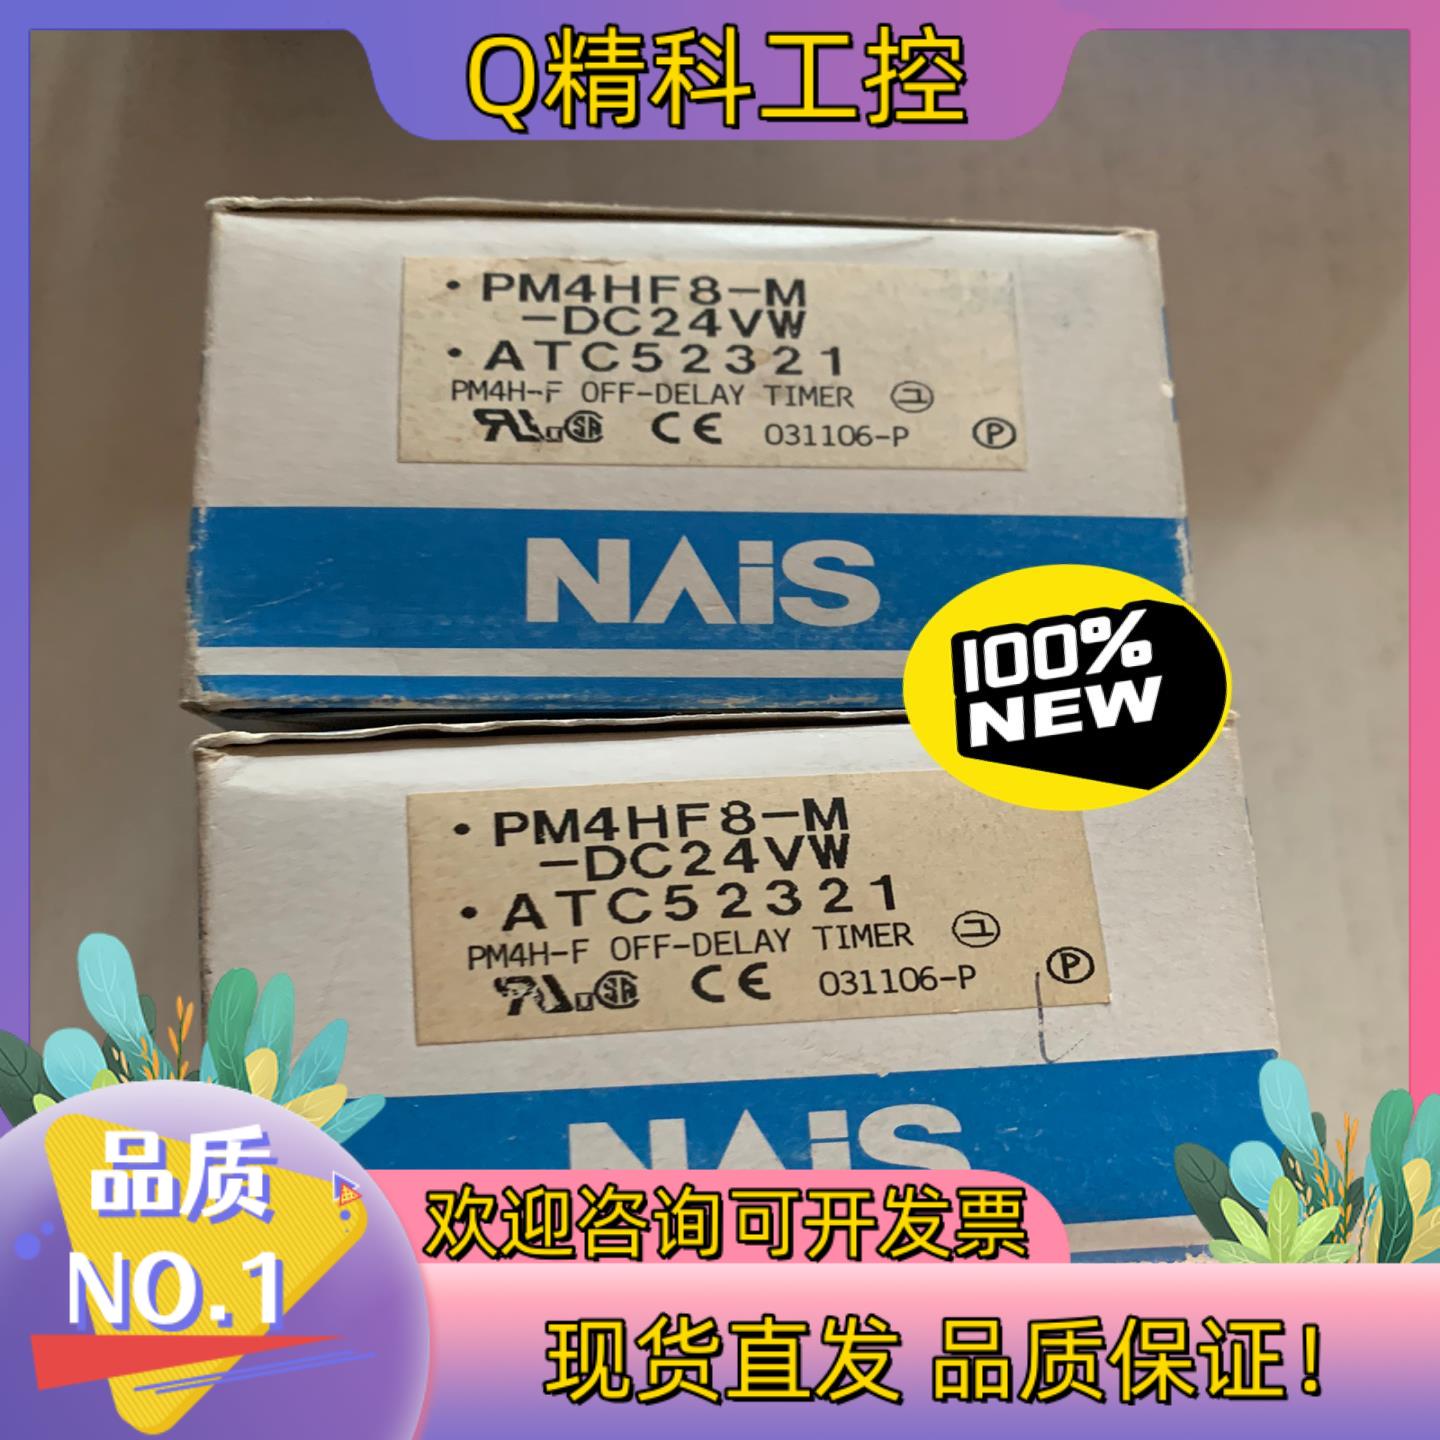 Q精科工控
• PM4HF8-M
-DC24VW
• ATC52321
PM4H-F OFF-DELAY TIMER
CE 031106-P P
NAiS
100%
NEW
• PM4HF8-M
-DC24VW
• ATC52321
PM4H-F OFF-DELAY TIMER
CE 031106-P P
NAiS
品质
NO.1
欢迎咨询可开发票
现货直发 品质保证!